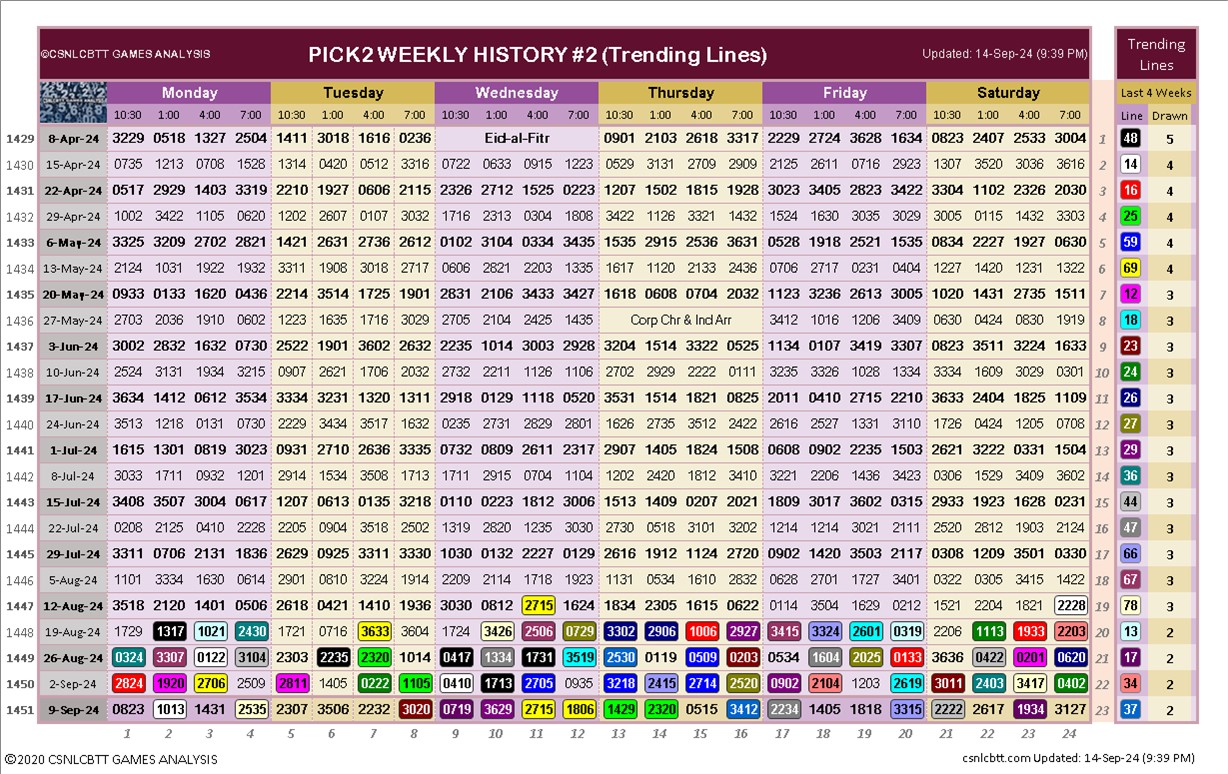 ©CSNLCBTT GAMES ANALYSIS PICK2 WEEKLY HISTORY #2 (Trending Lines) Updated: 14-Sep-24 (9:39 PM) Trending Lines
Monday Tuesday Wednesday Thursday Friday Saturday Last 4 Weeks
10:30 1:00 4:00 7:00 10:30 1:00 4:00 7:00 10:30 1:00 4:00 7:00 10:30 1:00 4:00 7:00 10:30 1:00 4:00 7:00 10:30 1:00 4:00 7:00 Line Drawn
1429 8-Apr-24 3229 0518 1327 2504 1411 3018 1616 0236 Eid-al-Fitr 0901 2103 2618 3317 2229 2724 3628 1634 0823 2407 2533 3004 1 48 5
1430 15-Apr-24 0735 1213 0708 1528 1314 0420 0512 3316 0722 0633 0915 1223 0529 3131 2709 2909 2125 2611 0716 2923 1307 3520 3036 3616 2 14 4
1431 22-Apr-24 0517 2929 1403 3319 2210 1927 0606 2115 2326 2712 1525 0223 1207 1502 1815 1928 3023 3405 2823 3422 3304 1102 2326 2030 3 16 4
1432 29-Apr-24 1002 3422 1105 0620 1202 2607 0107 3032 1716 2313 0304 1808 3422 1126 3321 1432 1524 1630 3035 3029 3005 0115 1432 3303 4 25 4
1433 6-May-24 3325 3209 2702 2821 1421 2631 2736 2612 0102 3104 0334 3435 1535 2915 2536 3631 0528 1918 2521 1535 0834 2227 1927 0630 5 59 4
1434 13-May-24 2124 1031 1922 1932 3311 1908 3018 2717 0606 2821 2203 1335 1617 1120 2133 2436 0706 2717 0231 0404 1227 1420 1231 1322 6 69 4
1435 20-May-24 0933 0133 1620 0436 2214 3514 1725 1907 2831 2106 3433 3427 1618 0608 0704 2032 1123 3236 2613 3005 1020 1431 2735 1511 7 12 3
1436 27-May-24 2703 2036 1910 0602 1223 1635 1716 3023 2705 2104 2425 1435 Corp Chr & Ind Arr 3412 1016 1206 3409 0630 0424 0830 1919 8 18 3
1437 3-Jun-24 3002 2832 1632 0730 2522 1901 3602 2632 2235 1014 3003 2928 3204 1514 3322 0525 1134 0107 3419 3307 0823 3511 3224 1633 9 23 3
1438 10-Jun-24 2524 3131 1934 3215 0907 2621 1706 2032 2732 2211 1126 1106 2702 2929 2222 0111 3235 3326 1028 1334 3334 1609 3029 0301 10 24 3
1439 17-Jun-24 3634 1412 0612 3534 3334 3231 1320 1311 2918 0129 1118 0520 3531 1514 1821 0825 2011 0410 2715 2210 3633 2404 1825 1109 11 26 3
1440 24-Jun-24 3513 1218 0131 0730 2229 3434 3517 1632 0235 2731 2829 2801 1626 2735 3512 2422 2616 2527 1331 3110 1726 0424 1205 0708 12 27 3
1441 1-Jul-24 1615 1301 0819 3023 0931 2710 2636 3333 0732 0809 2611 2317 2907 1405 1824 1508 0608 0902 2235 1503 2621 3222 0331 1504 13 29 3
1442 8-Jul-24 3033 1711 0932 1201 2914 1534 3508 1713 1711 2915 0704 1104 1202 2420 1812 3410 3221 2206 1436 3423 0306 1529 3409 3602 14 36 3
1443 15-Jul-24 3408 3507 3004 0617 1207 0613 0135 3218 0110 0223 1812 3006 1513 1409 0207 2021 1809 3017 3602 0315 2933 1923 1628 0231 15 44 3
1444 22-Jul-24 0208 2125 0410 2228 2205 0904 3518 2502 1319 2820 1235 3030 2730 0518 3101 3202 1214 1214 3021 2111 2520 2812 1903 2124 16 47 3
1445 29-Jul-24 3311 0706 2131 1836 2629 0925 3311 3330 1030 0132 2227 0129 2616 1912 1124 2720 0902 1420 3503 2117 0308 1209 3501 0330 17 66 3
1446 5-Aug-24 1101 3334 1630 0614 2901 0810 3224 1914 2209 2114 1718 1923 1131 0534 1610 2832 0628 2701 1727 3401 0322 0305 3415 1422 18 67 3
1447 12-Aug-24 3518 2120 1401 0506 2618 0421 1410 1936 3030 0812 2715 1624 1834 2305 1615 0622 0114 3504 1629 0212 1521 2204 1821 2228 19 78 3
1448 19-Aug-24 1729 1317 1021 2430 1721 0716 3633 3604 1724 3426 2506 0729 3302 2906 1006 2927 3415 3324 2601 0319 2206 1113 1933 2203 20 13 2
1449 26-Aug-24 0324 3307 0122 3104 2303 2235 2320 1014 0417 1334 1731 3519 2530 0119 0509 0203 0534 1604 2025 0133 3636 0422 0201 0620 21 17 2
1450 2-Sep-24 2824 1920 2706 2509 2811 1405 0222 1105 0410 1713 2705 0935 3218 2415 2714 2520 0902 2104 1203 2619 3011 2403 3417 0402 22 34 2
1451 9-Sep-24 0823 1013 1431 2535 2307 3506 2232 3020 0719 3629 2715 1806 1429 2320 0515 3412 2234 1405 1818 3315 2222 2617 1934 3127 23 37 2
1 2 3 4 5 6 7 8 9 10 11 12 13 14 15 16 17 18 19 20 21 22 23 24
©2020 CSNLCBTT GAMES ANALYSIS csnlcbtt.com Updated: 14-Sep-24 (9:39 PM)